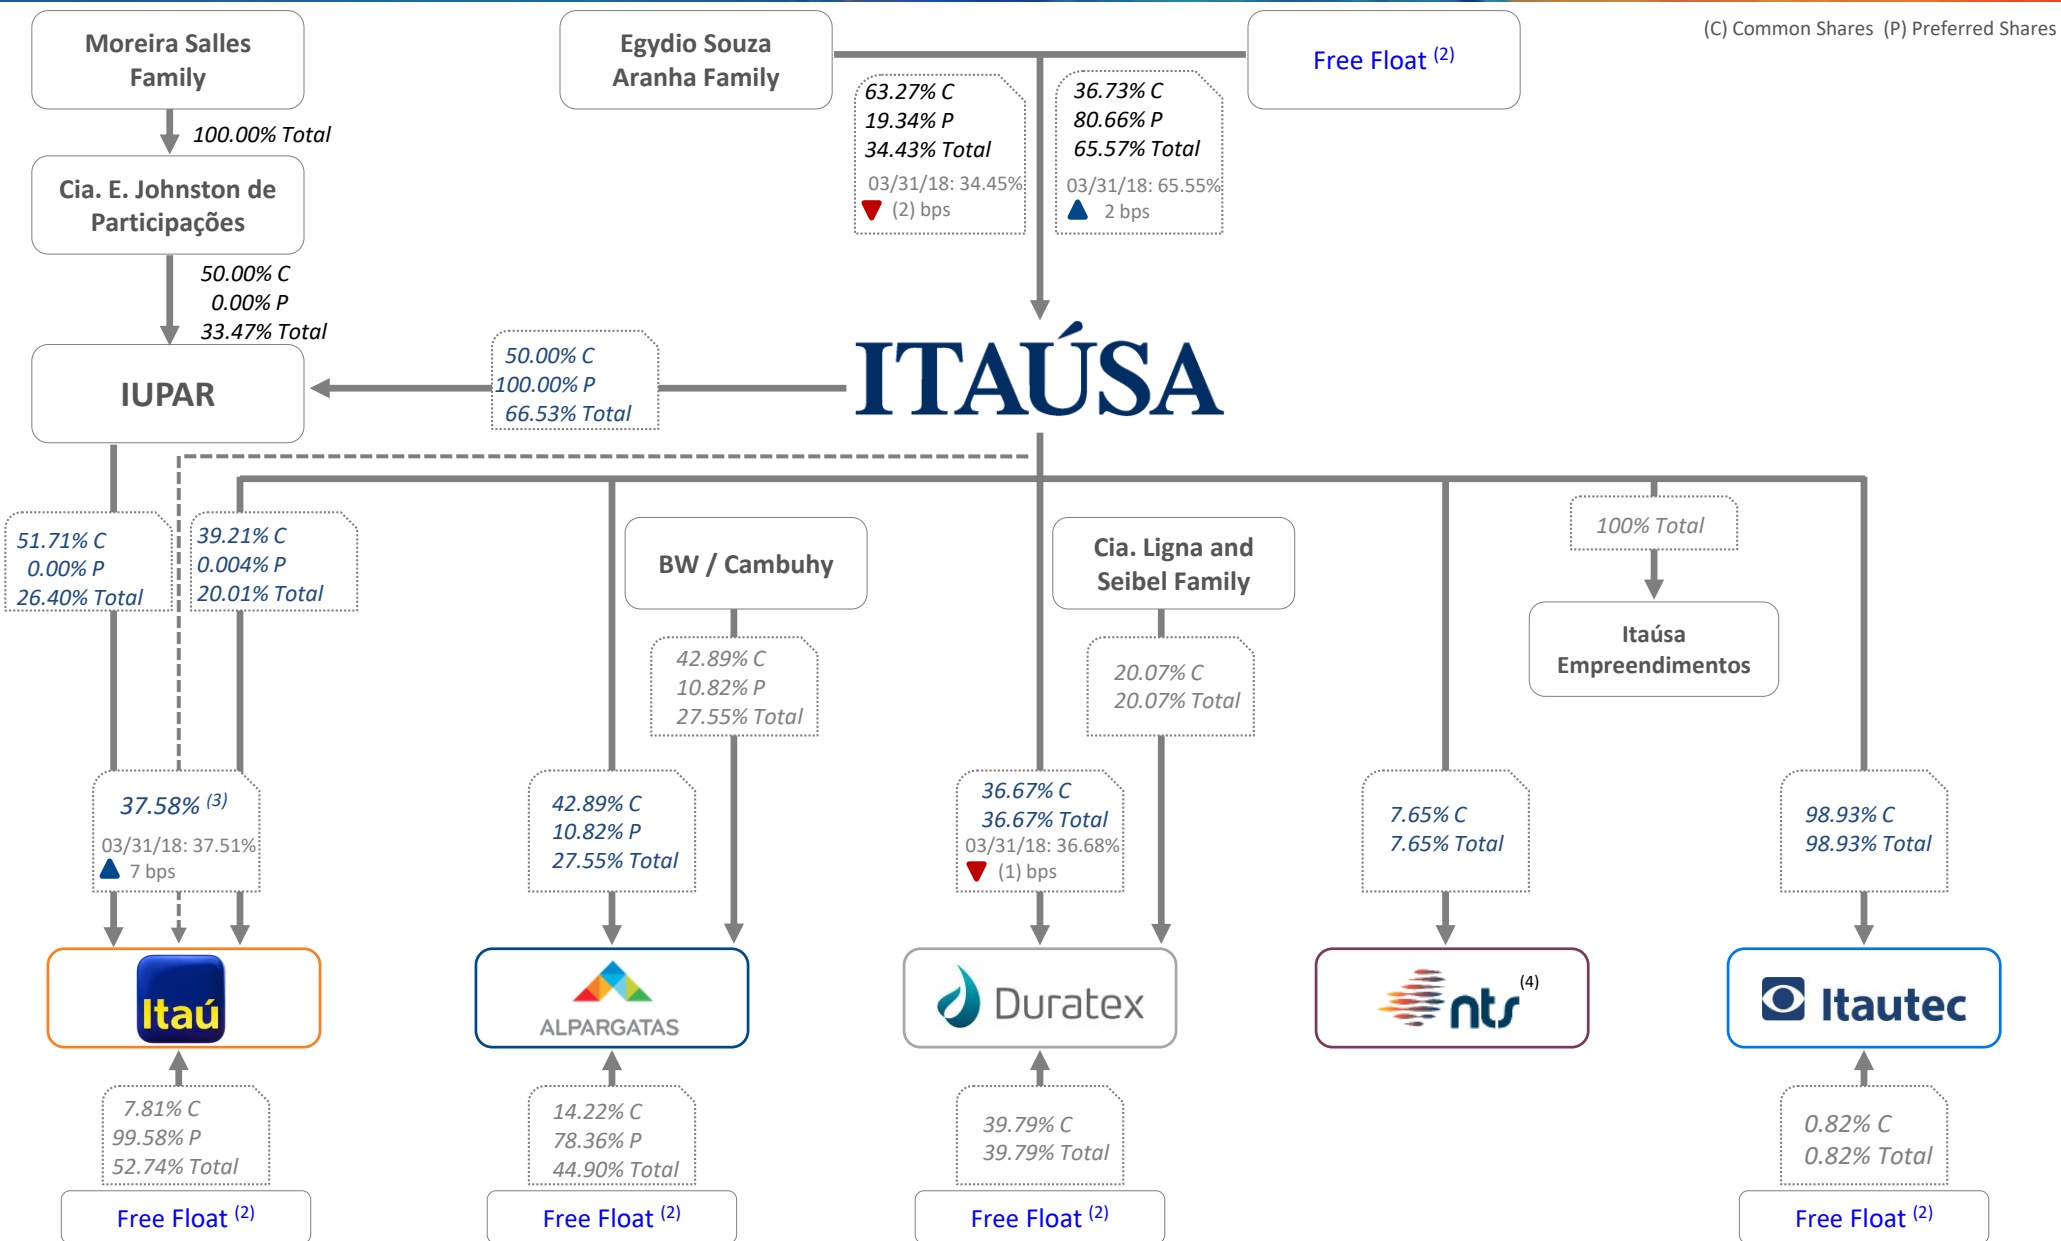 (C) Common Shares (P) Preferred Shares
Moreira Salles
Family
Egydio Souza
Aranha Family
Free Float (2)
100.00% Total
63.27% C
19.34% P
34.43% Total
03/31/18: 34.45%
(2) bps
36.73% C
80.66% P
65.57% Total
03/31/18: 65.55%
2 bps
Cia. E. Johnston de
Participações
50.00% C
0.00% P
33.47% Total
IUPAR
50.00% C
100.00% P
66.53% Total
ITAÚSA
51.71% C
0.00% P
26.40% Total
39.21% C
0.004% P
20.01% Total
BW / Cambuhy
Cia. Ligna and
Seibel Family
100% Total
Itaúsa
Empreendimentos
42.89% C
10.82% P
27.55% Total
20.07% C
20.07% Total
37.58% (3)
03/31/18: 37.51%
7 bps
42.89% C
10.82% P
27.55% Total
36.67% C
36.67% Total
03/31/18: 36.68%
(1) bps
7.65% C
7.65% Total
98.93% C
98.93% Total
Itaú
ALPARGATAS
Duratex
nts (4)
Itautec
7.81% C
99.58% P
52.74% Total
14.22% C
78.36% P
44.90% Total
39.79% C
39.79% Total
0.82% C
0.82% Total
Free Float (2)
Free Float (2)
Free Float (2)
Free Float (2)